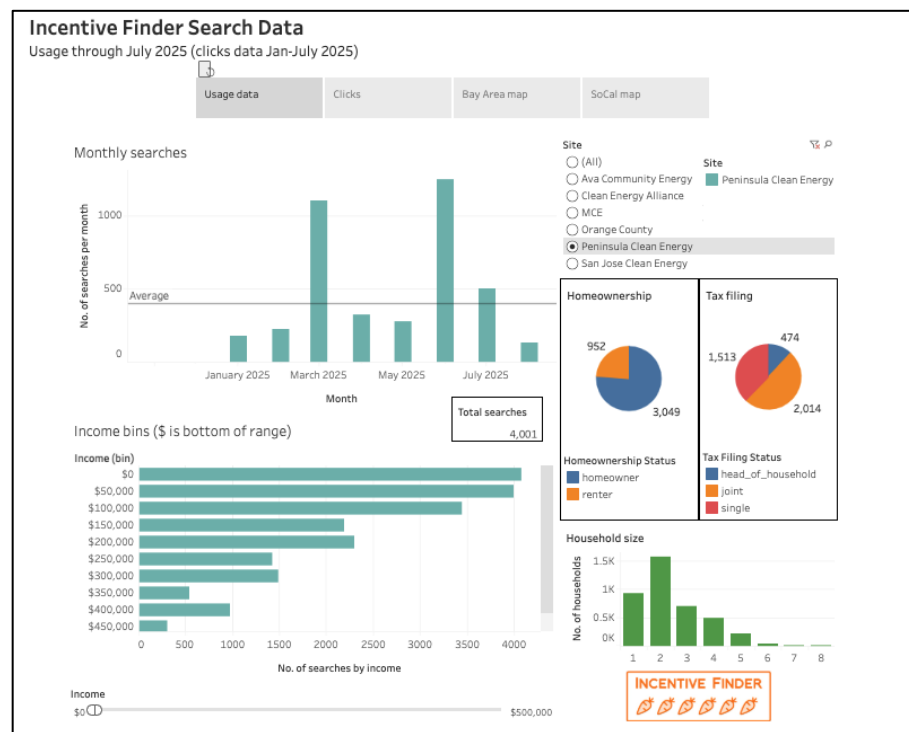 Incentive Finder Search Data
Usage through July 2025 (clicks data Jan-July 2025)
Usage data
Clicks
Bay Area map
SoCal map
Monthly searches
No. of searches per month
1000
500
0
Average
January 2025
March 2025
May 2025
July 2025
Month
Site
(All)
Ava Community Energy
Clean Energy Alliance
MCE
Orange County
Peninsula Clean Energy
San Jose Clean Energy
Site
Peninsula Clean Energy
Homeownership
952
3,049
Homeownership Status
homeowner
renter
Tax filing
474
1,513
2,014
Tax Filing Status
head_of_household
joint
single
Total searches
4,001
Income bins ($ is bottom of range)
Income (bin)
$0
$50,000
$100,000
$150,000
$200,000
$250,000
$300,000
$350,000
$400,000
$450,000
0 500 1000 1500 2000 2500 3000 3500 4000
No. of searches by income
Income
$0
$500,000
Household size
No. of households
1.5K
1K
0.5K
0K
1 2 3 4 5 6 7 8
INCENTIVE FINDER